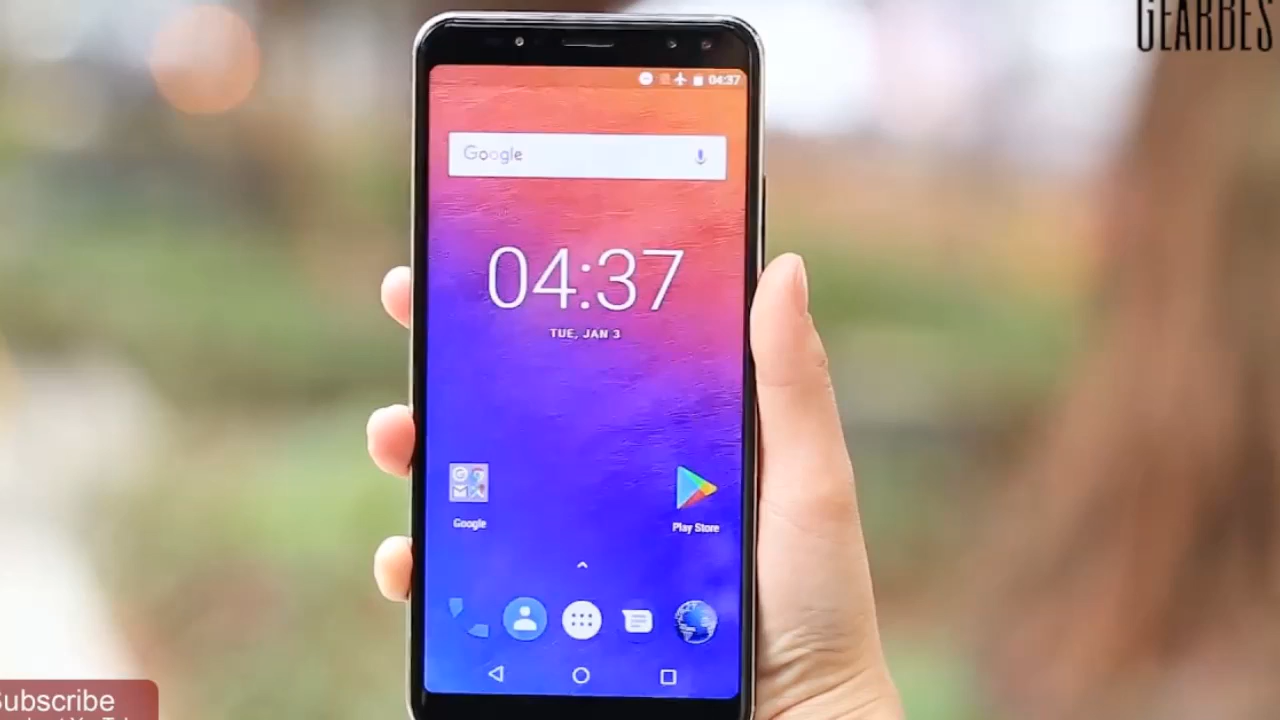 GEARBES
04:37
Google
04:37
TUE, JAN 3
Google
Play Store
Subscribe